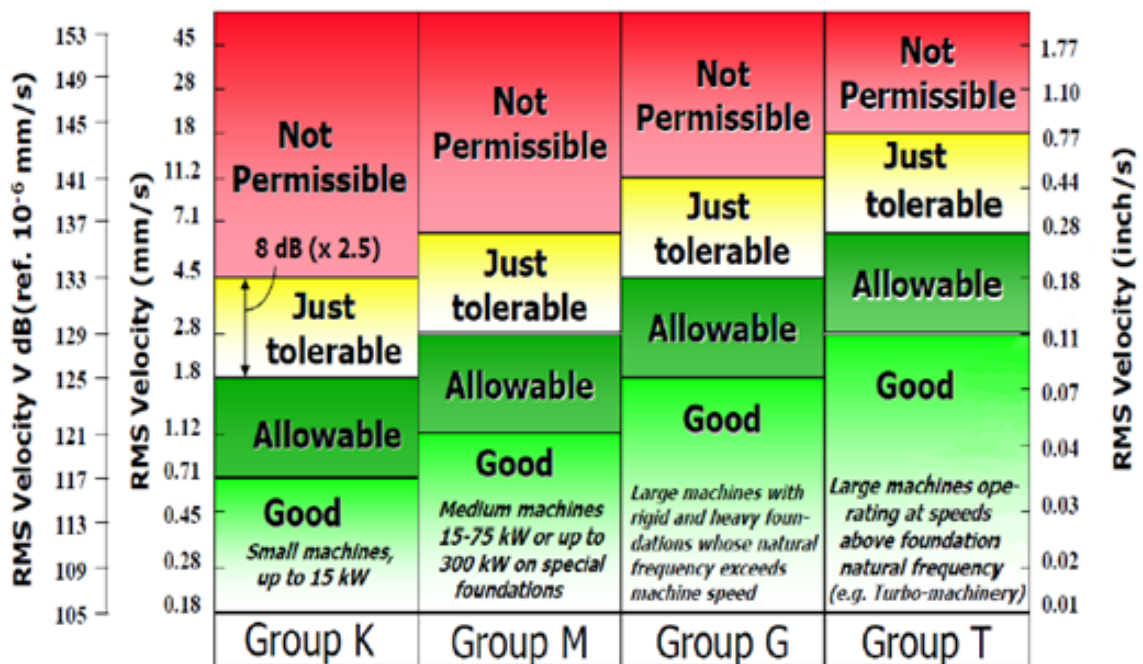 RMS Velocity V dB(ref. 10-6 mm/s)
153
149
145
141
137
133
129
125
121
117
113
109
105
RMS Velocity (mm/s)
45
28
18
11.2
7.1
4.5
2.8
1.8
1.12
0.71
0.45
0.28
0.18
Not
Permissible
8 dB (x 2.5)
Just
tolerable
Allowable
Good
Small machines,
up to 15 kW
Group K
Not
Permissible
Just
tolerable
Allowable
Good
Medium machines
15-75 kW or up to
300 kW on special
foundations
Group M
Not
Permissible
Just
tolerable
Allowable
Good
Large machines with
rigid and heavy foun-
dations whose natural
frequency exceeds
machine speed
Group G
Not
Permissible
Just
tolerable
Allowable
Good
Large machines ope-
rating at speeds
above foundation
natural frequency
(e.g. Turbo-machinery)
Group T
1.77
1.10
0.77
0.44
0.28
0.18
0.11
0.07
0.04
0.03
0.02
0.01
RMS Velocity (inch/s)